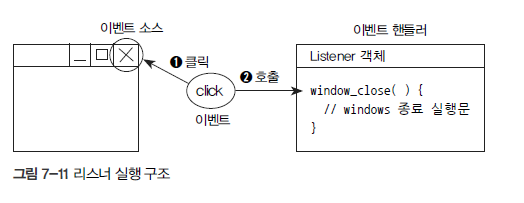 이벤트 소스
이벤트 핸들러
❶ 클릭
Listener 객체
click
❷ 호출
이벤트
window_close( ) {
// windows 종료 실행문
}
그림 7-11 리스너 실행 구조